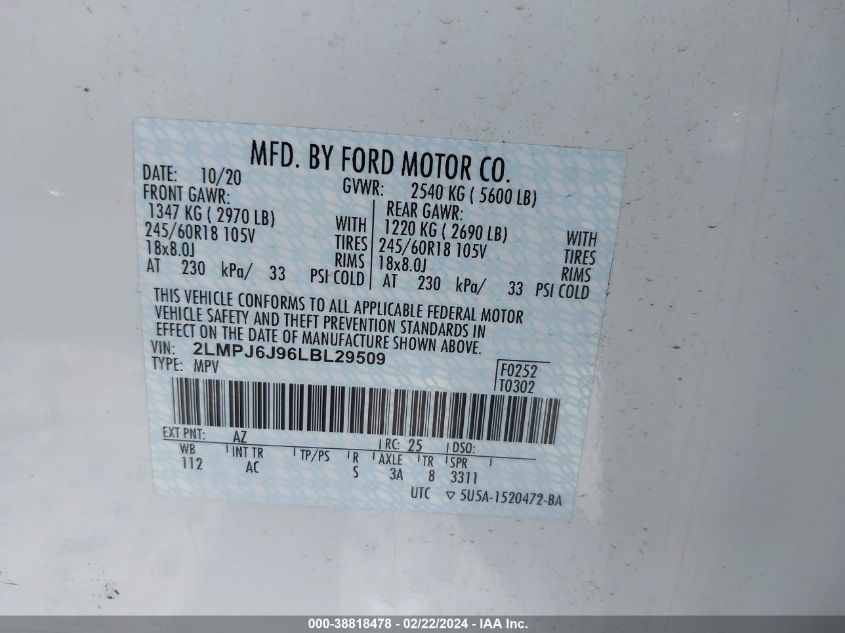 MFD. BY FORD MOTOR CO.
DATE: 10/20 GVWR: 2540 KG ( 5600 LB)
FRONT GAWR: REAR GAWR:
1347 KG ( 2970 LB) WITH 1220 KG ( 2690 LB) WITH
245/60R18 105V TIRES 245/60R18 105V TIRES
18x8.0J RIMS 18x8.0J RIMS
AT 230 kPa/ 33 PSI COLD AT 230 kPa/ 33 PSI COLD
THIS VEHICLE CONFORMS TO ALL APPLICABLE FEDERAL MOTOR
VEHICLE SAFETY AND THEFT PREVENTION STANDARDS IN
EFFECT ON THE DATE OF MANUFACTURE SHOWN ABOVE.
VIN: 2LMPJ6J96LBL29509
TYPE: MPV
F0252
T0302
EXT PNT: AZ RC: 25 DSO:
WB INT TR TP/PS R AXLE TR SPR
112 AC S 3A 8 3311
UTC ▽ 5U5A-1520472-BA
000-38818478 - 02/22/2024 - IAA Inc.